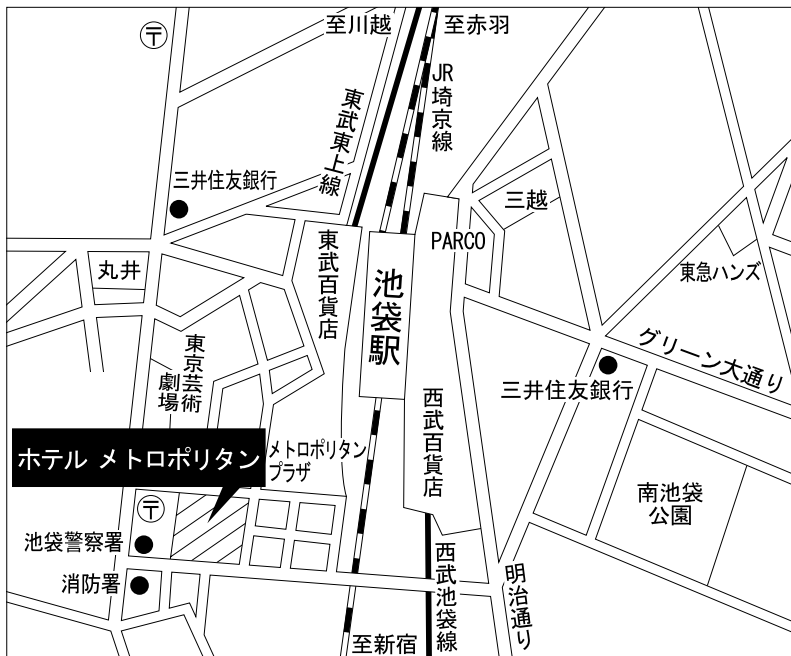 〒
至川越
至赤羽
JR埼京線
東武東上線
三井住友銀行
三越
PARCO
東急ハンズ
丸井
東武百貨店
池袋駅
グリーン大通り
東京芸術
劇場
三井住友銀行
西武百貨店
ホテル メトロポリタン
メトロポリタン
プラザ
南池袋
公園
〒
池袋警察署
消防署
西武池袋線
明治通り
至新宿